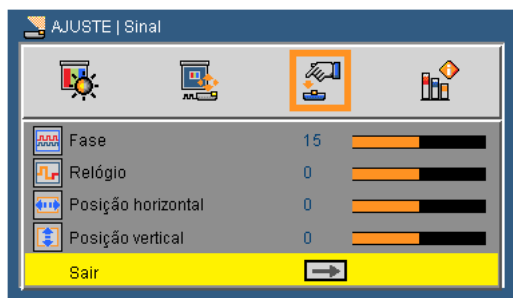 AJUSTE | Sinal
Fase 15
Relógio 0
Posição horizontal 0
Posição vertical 0
Sair